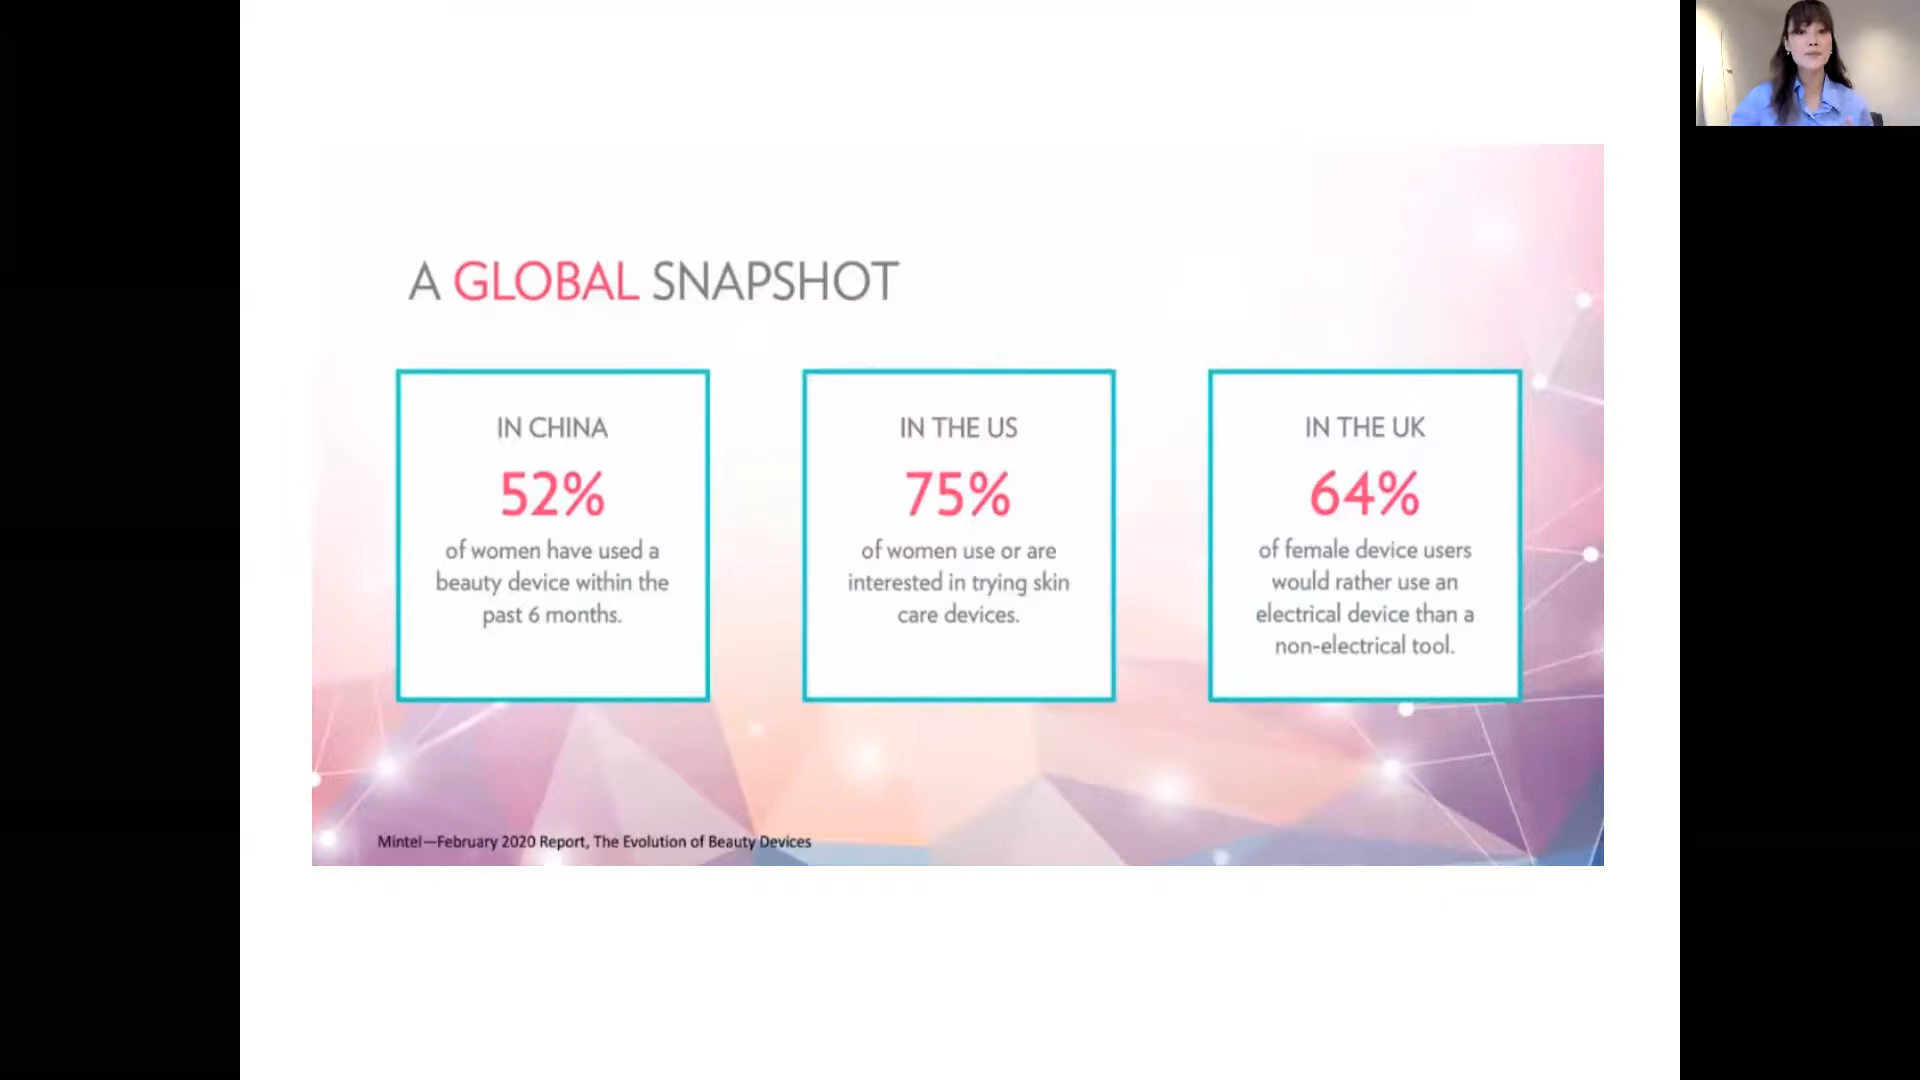 A GLOBAL SNAPSHOT
IN CHINA
52%
of women have used a
beauty device within the
past 6 months.
IN THE US
75%
of women use or are
interested in trying skin
care devices.
IN THE UK
64%
of female device users
would rather use an
electrical device than a
non-electrical tool.
Mintel—February 2020 Report, The Evolution of Beauty Devices